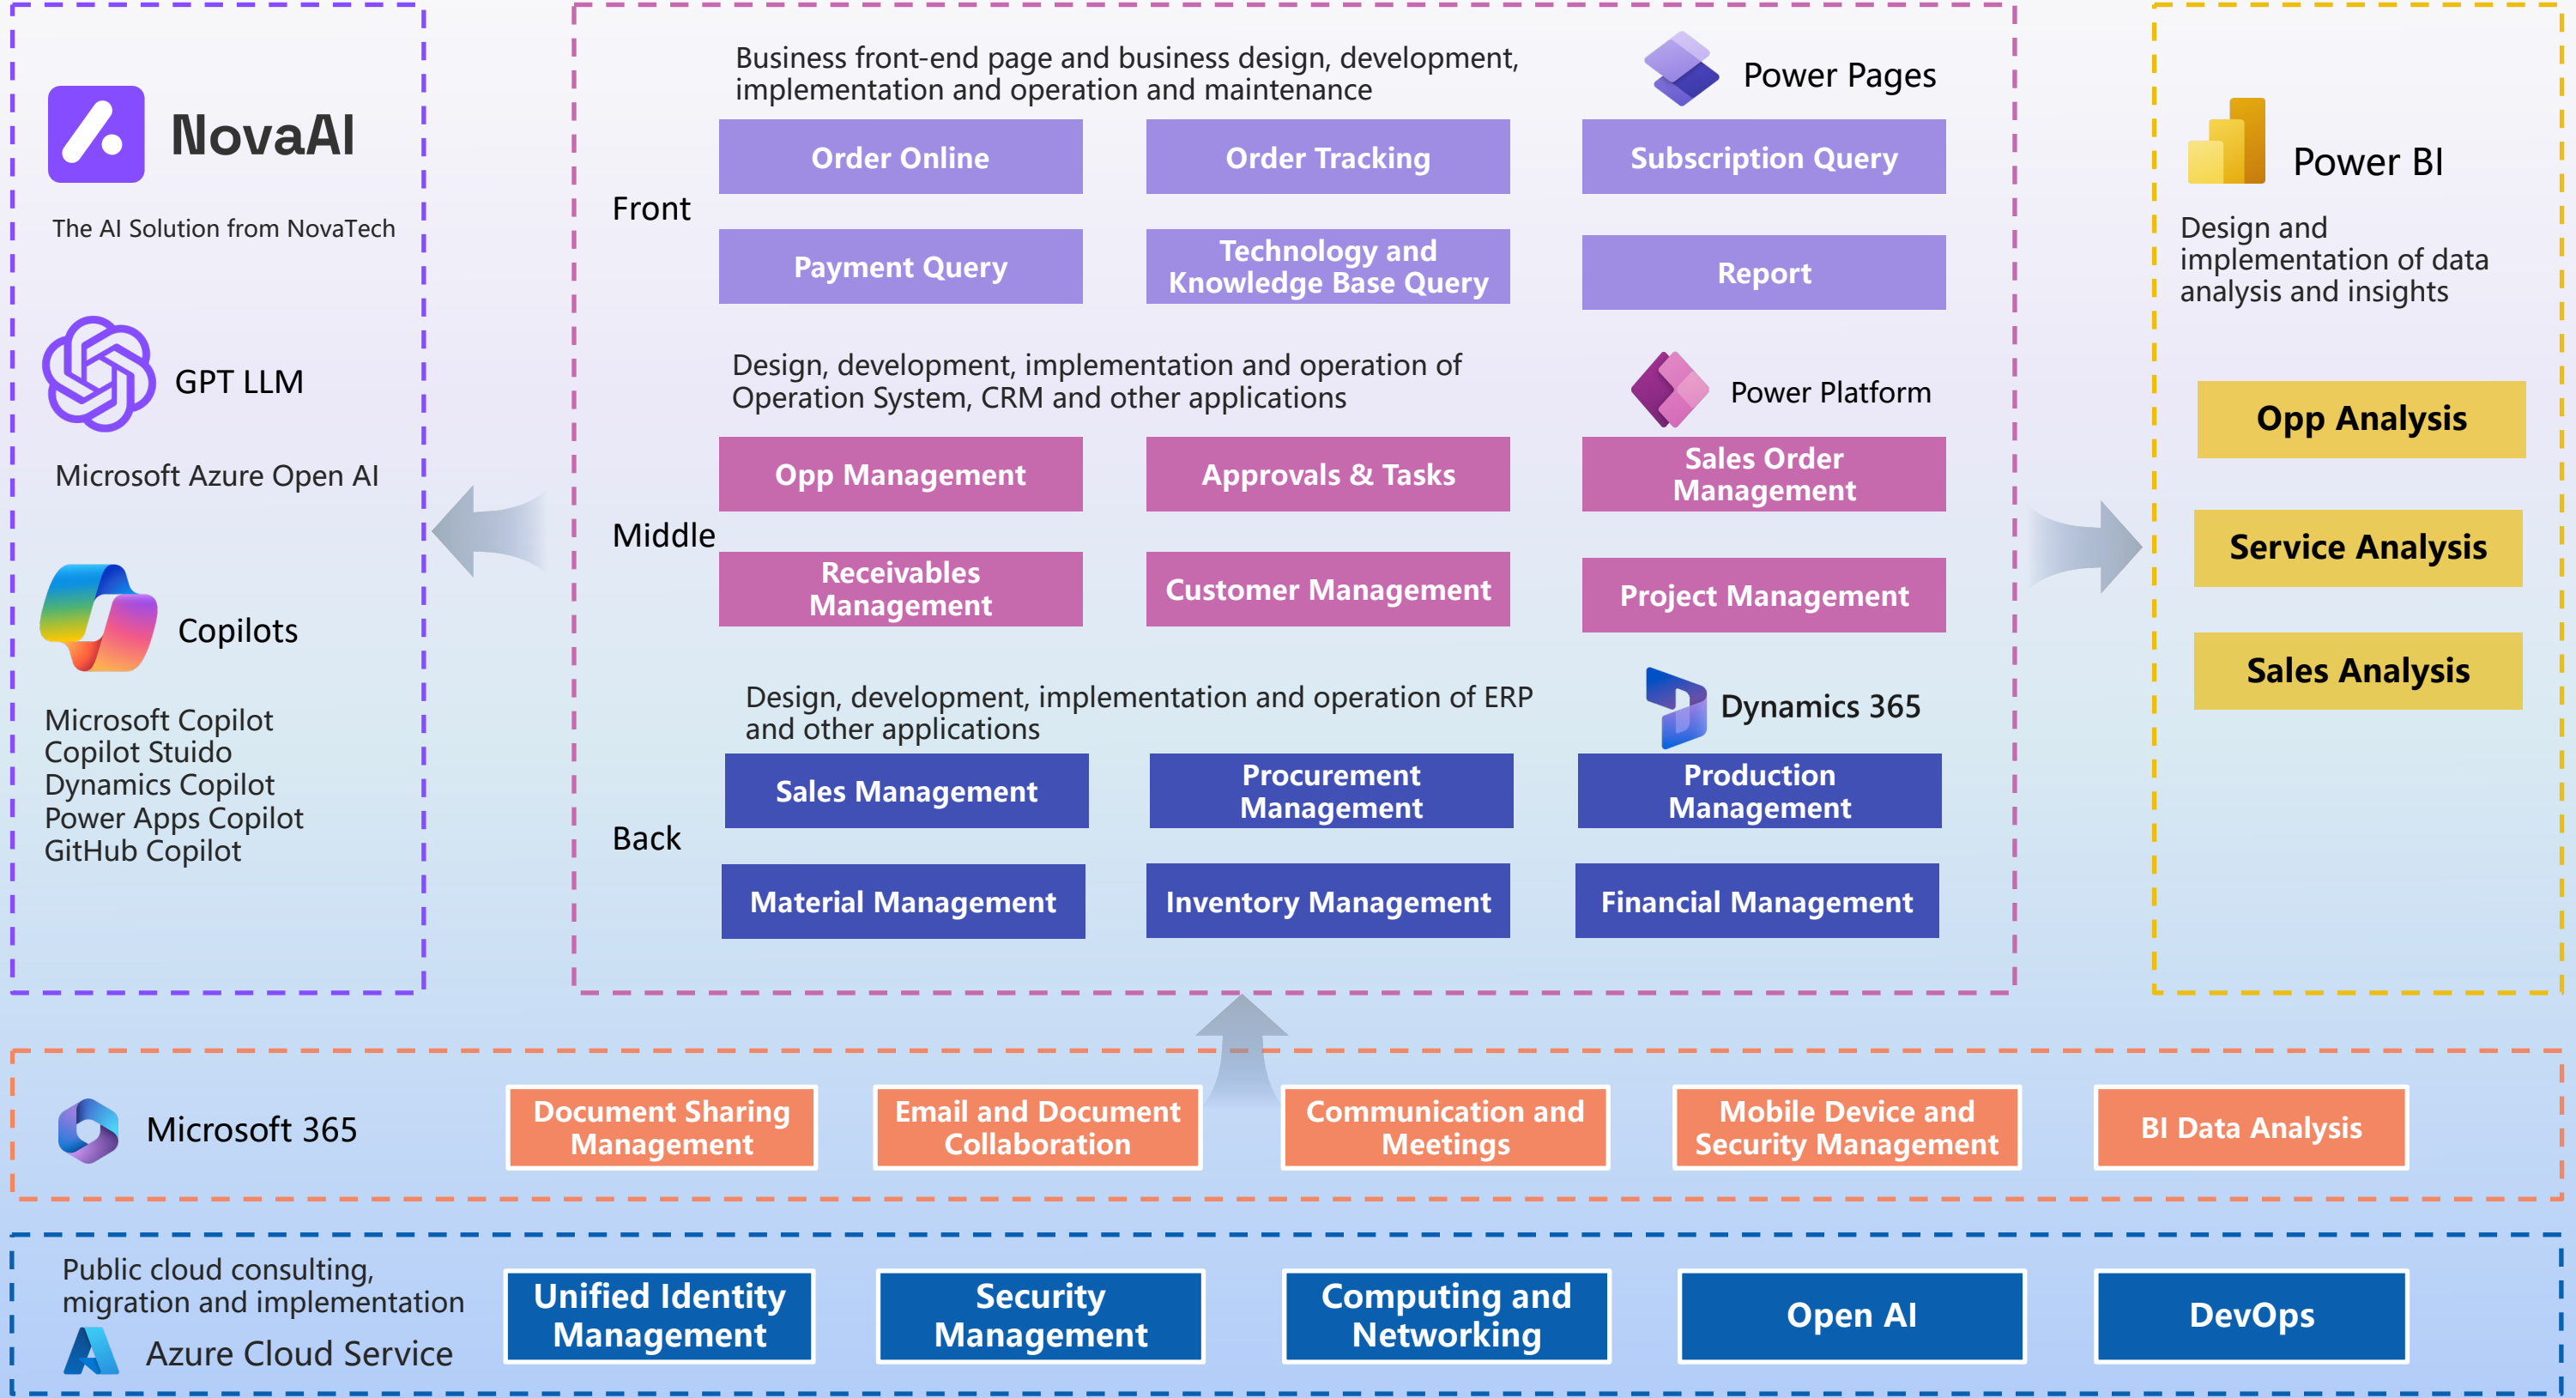 NovaAI
The AI Solution from NovaTech
GPT LLM
Microsoft Azure Open AI
Copilots
Microsoft Copilot
Copilot Stuido
Dynamics Copilot
Power Apps Copilot
GitHub Copilot
Business front-end page and business design, development,
implementation and operation and maintenance
Power Pages
Front
Order Online
Order Tracking
Subscription Query
Payment Query
Technology and
Knowledge Base Query
Report
Design, development, implementation and operation of
Operation System, CRM and other applications
Power Platform
Middle
Opp Management
Approvals & Tasks
Sales Order
Management
Receivables
Management
Customer Management
Project Management
Design, development, implementation and operation of ERP
and other applications
Dynamics 365
Back
Sales Management
Procurement
Management
Production
Management
Material Management
Inventory Management
Financial Management
Power BI
Design and
implementation of data
analysis and insights
Opp Analysis
Service Analysis
Sales Analysis
Microsoft 365
Document Sharing
Management
Email and Document
Collaboration
Communication and
Meetings
Mobile Device and
Security Management
BI Data Analysis
Public cloud consulting,
migration and implementation
Azure Cloud Service
Unified Identity
Management
Security
Management
Computing and
Networking
Open AI
DevOps